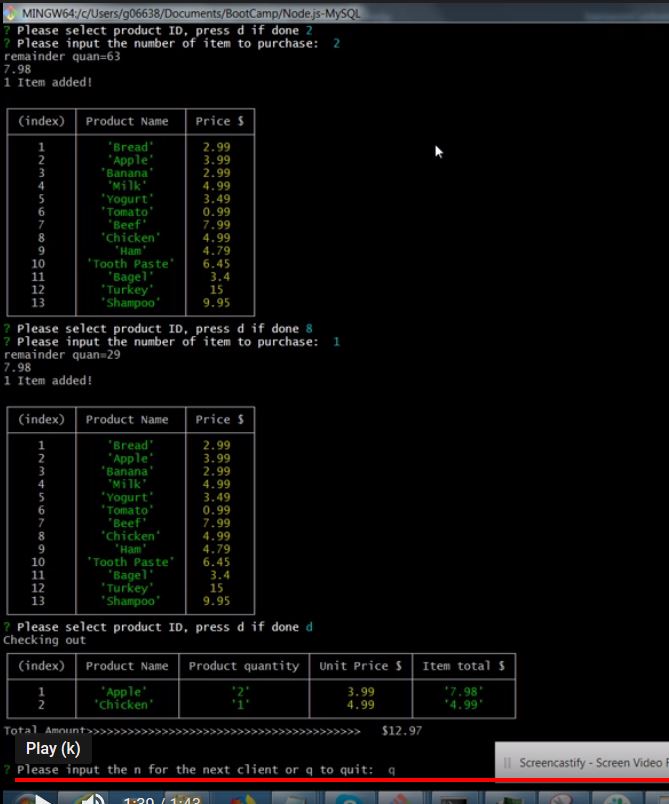 MINGW64:/c/Users/g06638/Documents/BootCamp/Node.js-MySQL
? Please select product ID, press d if done 2
? Please input the number of item to purchase: 2
remainder quan=63
7.98
1 Item added!
(index) Product Name Price $
1 'Bread' 2.99
2 'Apple' 3.99
3 'Banana' 2.99
4 'Milk' 4.99
5 'Yogurt' 3.49
6 'Tomato' 0.99
7 'Beef' 7.99
8 'Chicken' 4.99
9 'Ham' 4.79
10 'Tooth Paste' 6.45
11 'Bagel' 3.4
12 'Turkey' 15
13 'Shampoo' 9.95
? Please select product ID, press d if done 8
? Please input the number of item to purchase: 1
remainder quan=29
7.98
1 Item added!
(index) Product Name Price $
1 'Bread' 2.99
2 'Apple' 3.99
3 'Banana' 2.99
4 'Milk' 4.99
5 'Yogurt' 3.49
6 'Tomato' 0.99
7 'Beef' 7.99
8 'Chicken' 4.99
9 'Ham' 4.79
10 'Tooth Paste' 6.45
11 'Bagel' 3.4
12 'Turkey' 15
13 'Shampoo' 9.95
? Please select product ID, press d if done d
Checking out
(index) Product Name Product quantity Unit Price $ Item total $
1 'Apple' '2' 3.99 '7.98'
2 'Chicken' '1' 4.99 '4.99'
Total Amount>>>>>>>>>>>>>>>>>>>>>>>>>>>>>>>>>>>>>>>> $12.97
Play (k)
Screencastify - Screen Video
? Please input the n for the next client or q to quit: q
1:39 / 1:43